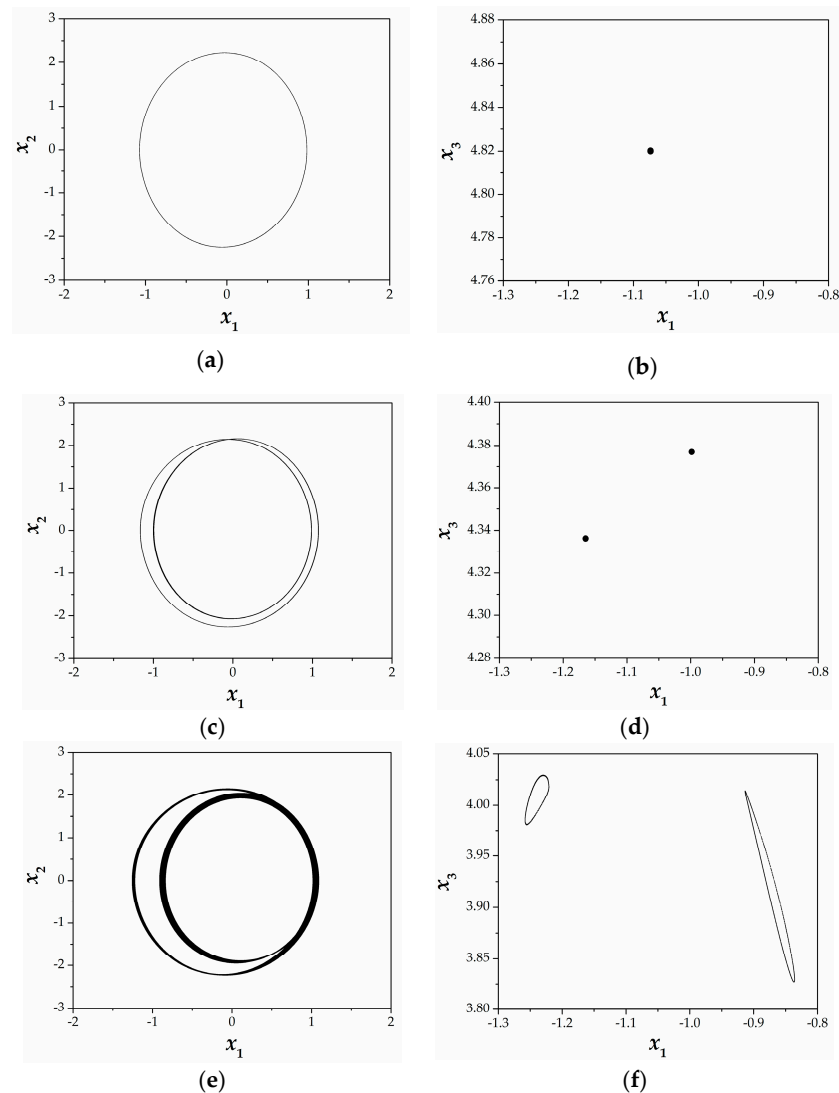 3
2
1
0
-1
-2
-3
x2
-2 -1 0 1 2
x1
(a)
4.88
4.86
4.84
4.82
4.80
4.78
4.76
x3
-1.3 -1.2 -1.1 -1.0 -0.9 -0.8
x1
(b)
3
2
1
0
-1
-2
-3
x2
-2 -1 0 1 2
x1
(c)
4.40
4.38
4.36
4.34
4.32
4.30
4.28
x3
-1.3 -1.2 -1.1 -1.0 -0.9 -0.8
x1
(d)
3
2
1
0
-1
-2
-3
x2
-2 -1 0 1 2
x1
(e)
4.05
4.00
3.95
3.90
3.85
3.80
x3
-1.3 -1.2 -1.1 -1.0 -0.9 -0.8
x1
(f)